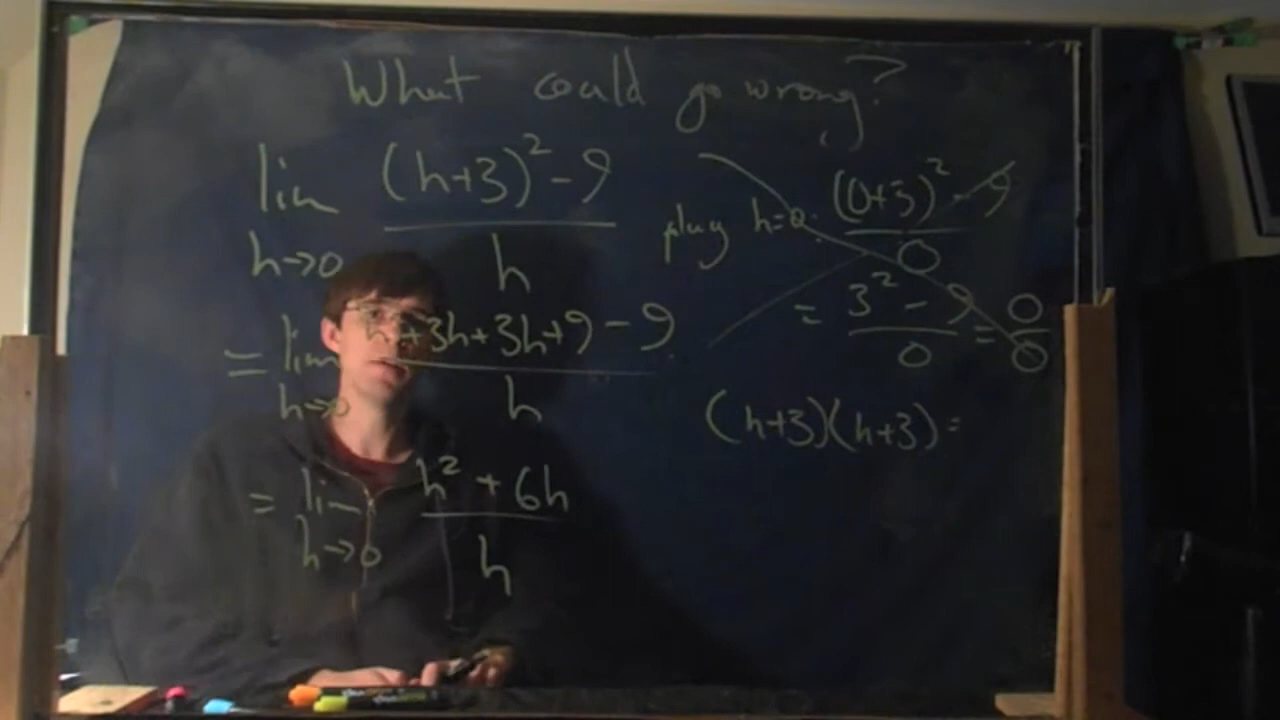 What could go wrong?
lim (h+3)² - 9
h→0 h
plug h=0: (0+3)² - 9
0
= 3² - 9 = 0
0 0
= lim h²+3h+3h+9-9
h→0 h
(h+3)(h+3)=
= lim h² + 6h
h→0 h